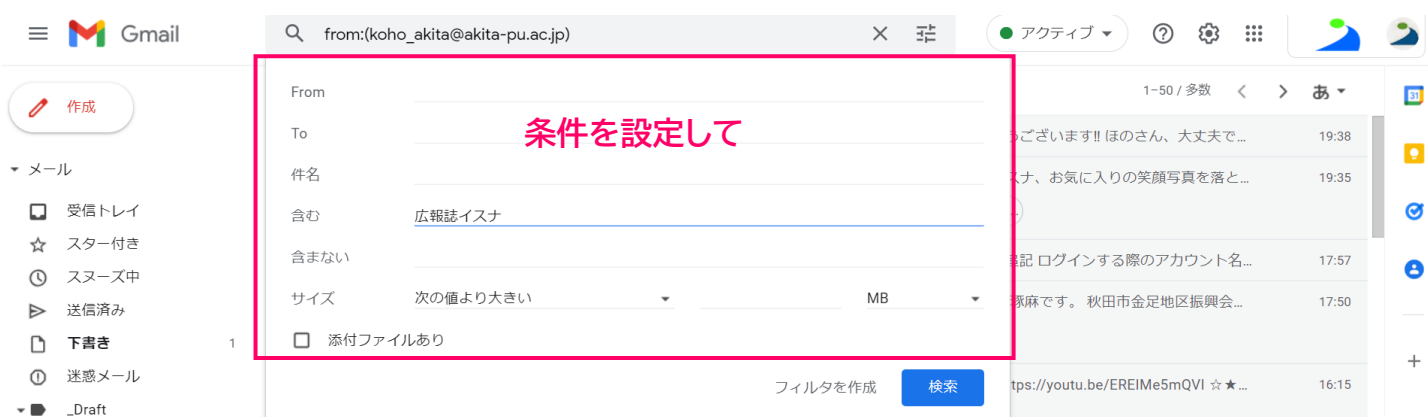 Gmail
from:(koho_akita@akita-pu.ac.jp)
アクティブ
作成
メール
受信トレイ
スター付き
スヌーズ中
送信済み
下書き 1
迷惑メール
_Draft
From
To
条件を設定して
件名
含む 広報誌イスナ
含まない
サイズ 次の値より大きい MB
添付ファイルあり
フィルタを作成 検索
1–50 / 多数 あ
うございます!! ほのさん、大丈夫で... 19:38
スナ、お気に入りの笑顔写真を落と... 19:35
追記 ログインする際のアカウント名... 17:57
琢麻です。 秋田市金足地区振興会... 17:50
tps://youtu.be/EREIMe5mQVI ☆★... 16:15
31